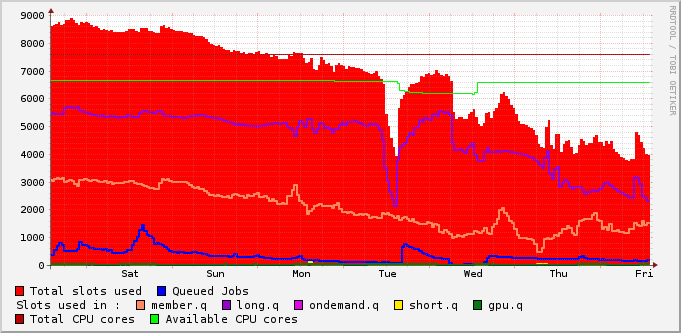 RRDTOOL / TOBI OETIKER
9000
8000
7000
6000
5000
4000
3000
2000
1000
0
Sat Sun Mon Tue Wed Thu Fri
Total slots used Queued Jobs
Slots used in : member.q long.q ondemand.q short.q gpu.q
Total CPU cores Available CPU cores